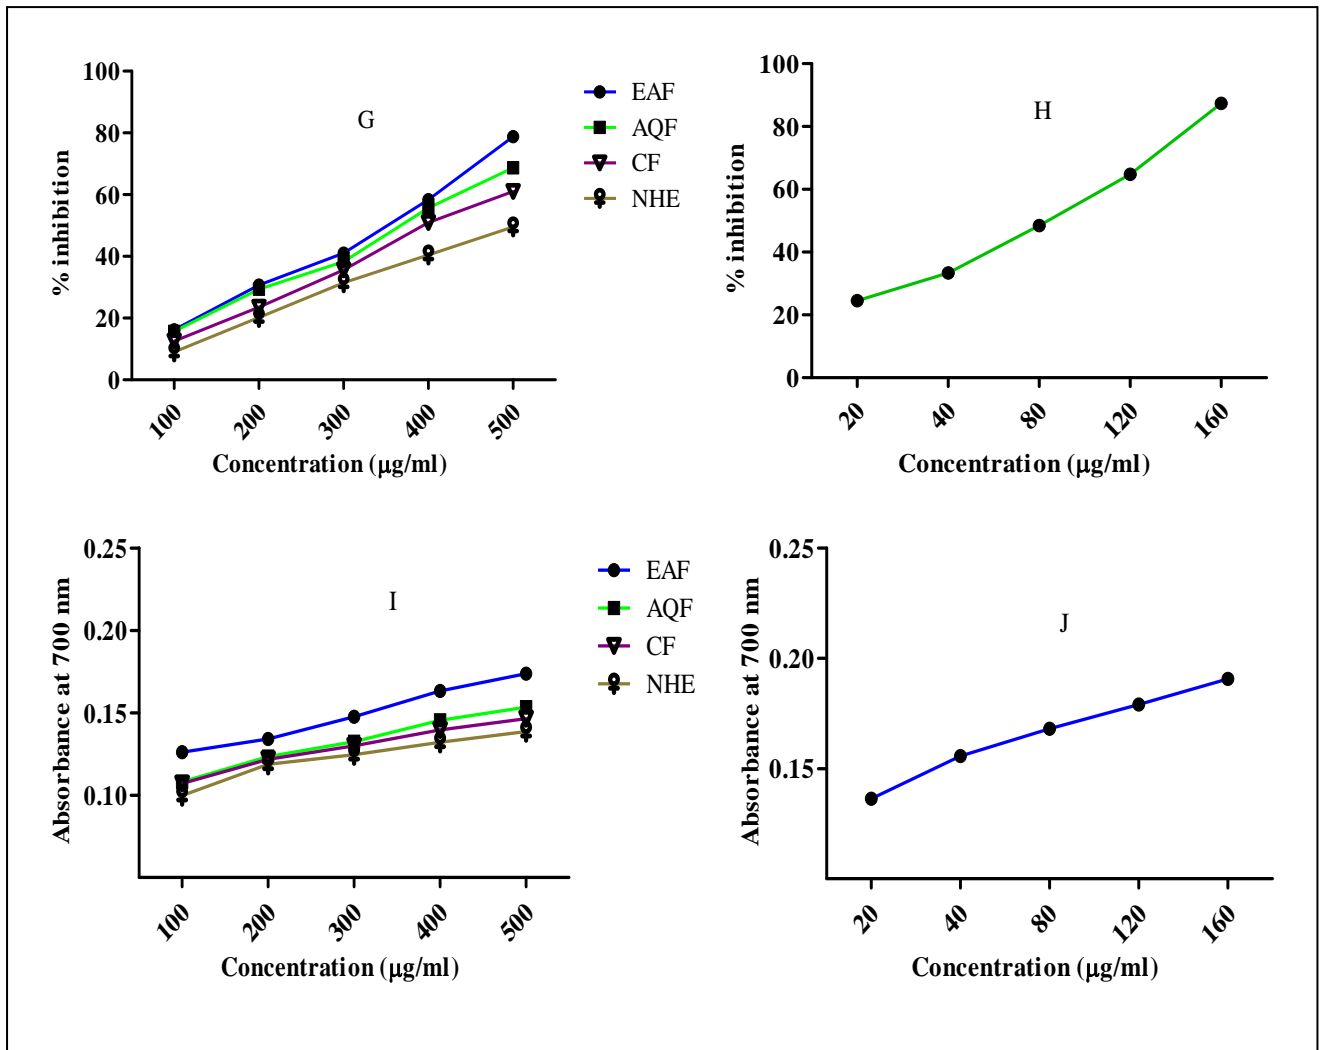 G
100
80
60
40
20
0
% inhibition
100
200
300
400
500
Concentration (μg/ml)
EAF
AQF
CF
NHE
H
100
80
60
40
20
0
% inhibition
20
40
80
120
160
Concentration (μg/ml)
I
0.25
0.20
0.15
0.10
Absorbance at 700 nm
100
200
300
400
500
Concentration (μg/ml)
EAF
AQF
CF
NHE
J
0.25
0.20
0.15
Absorbance at 700 nm
20
40
80
120
160
Concentration (μg/ml)